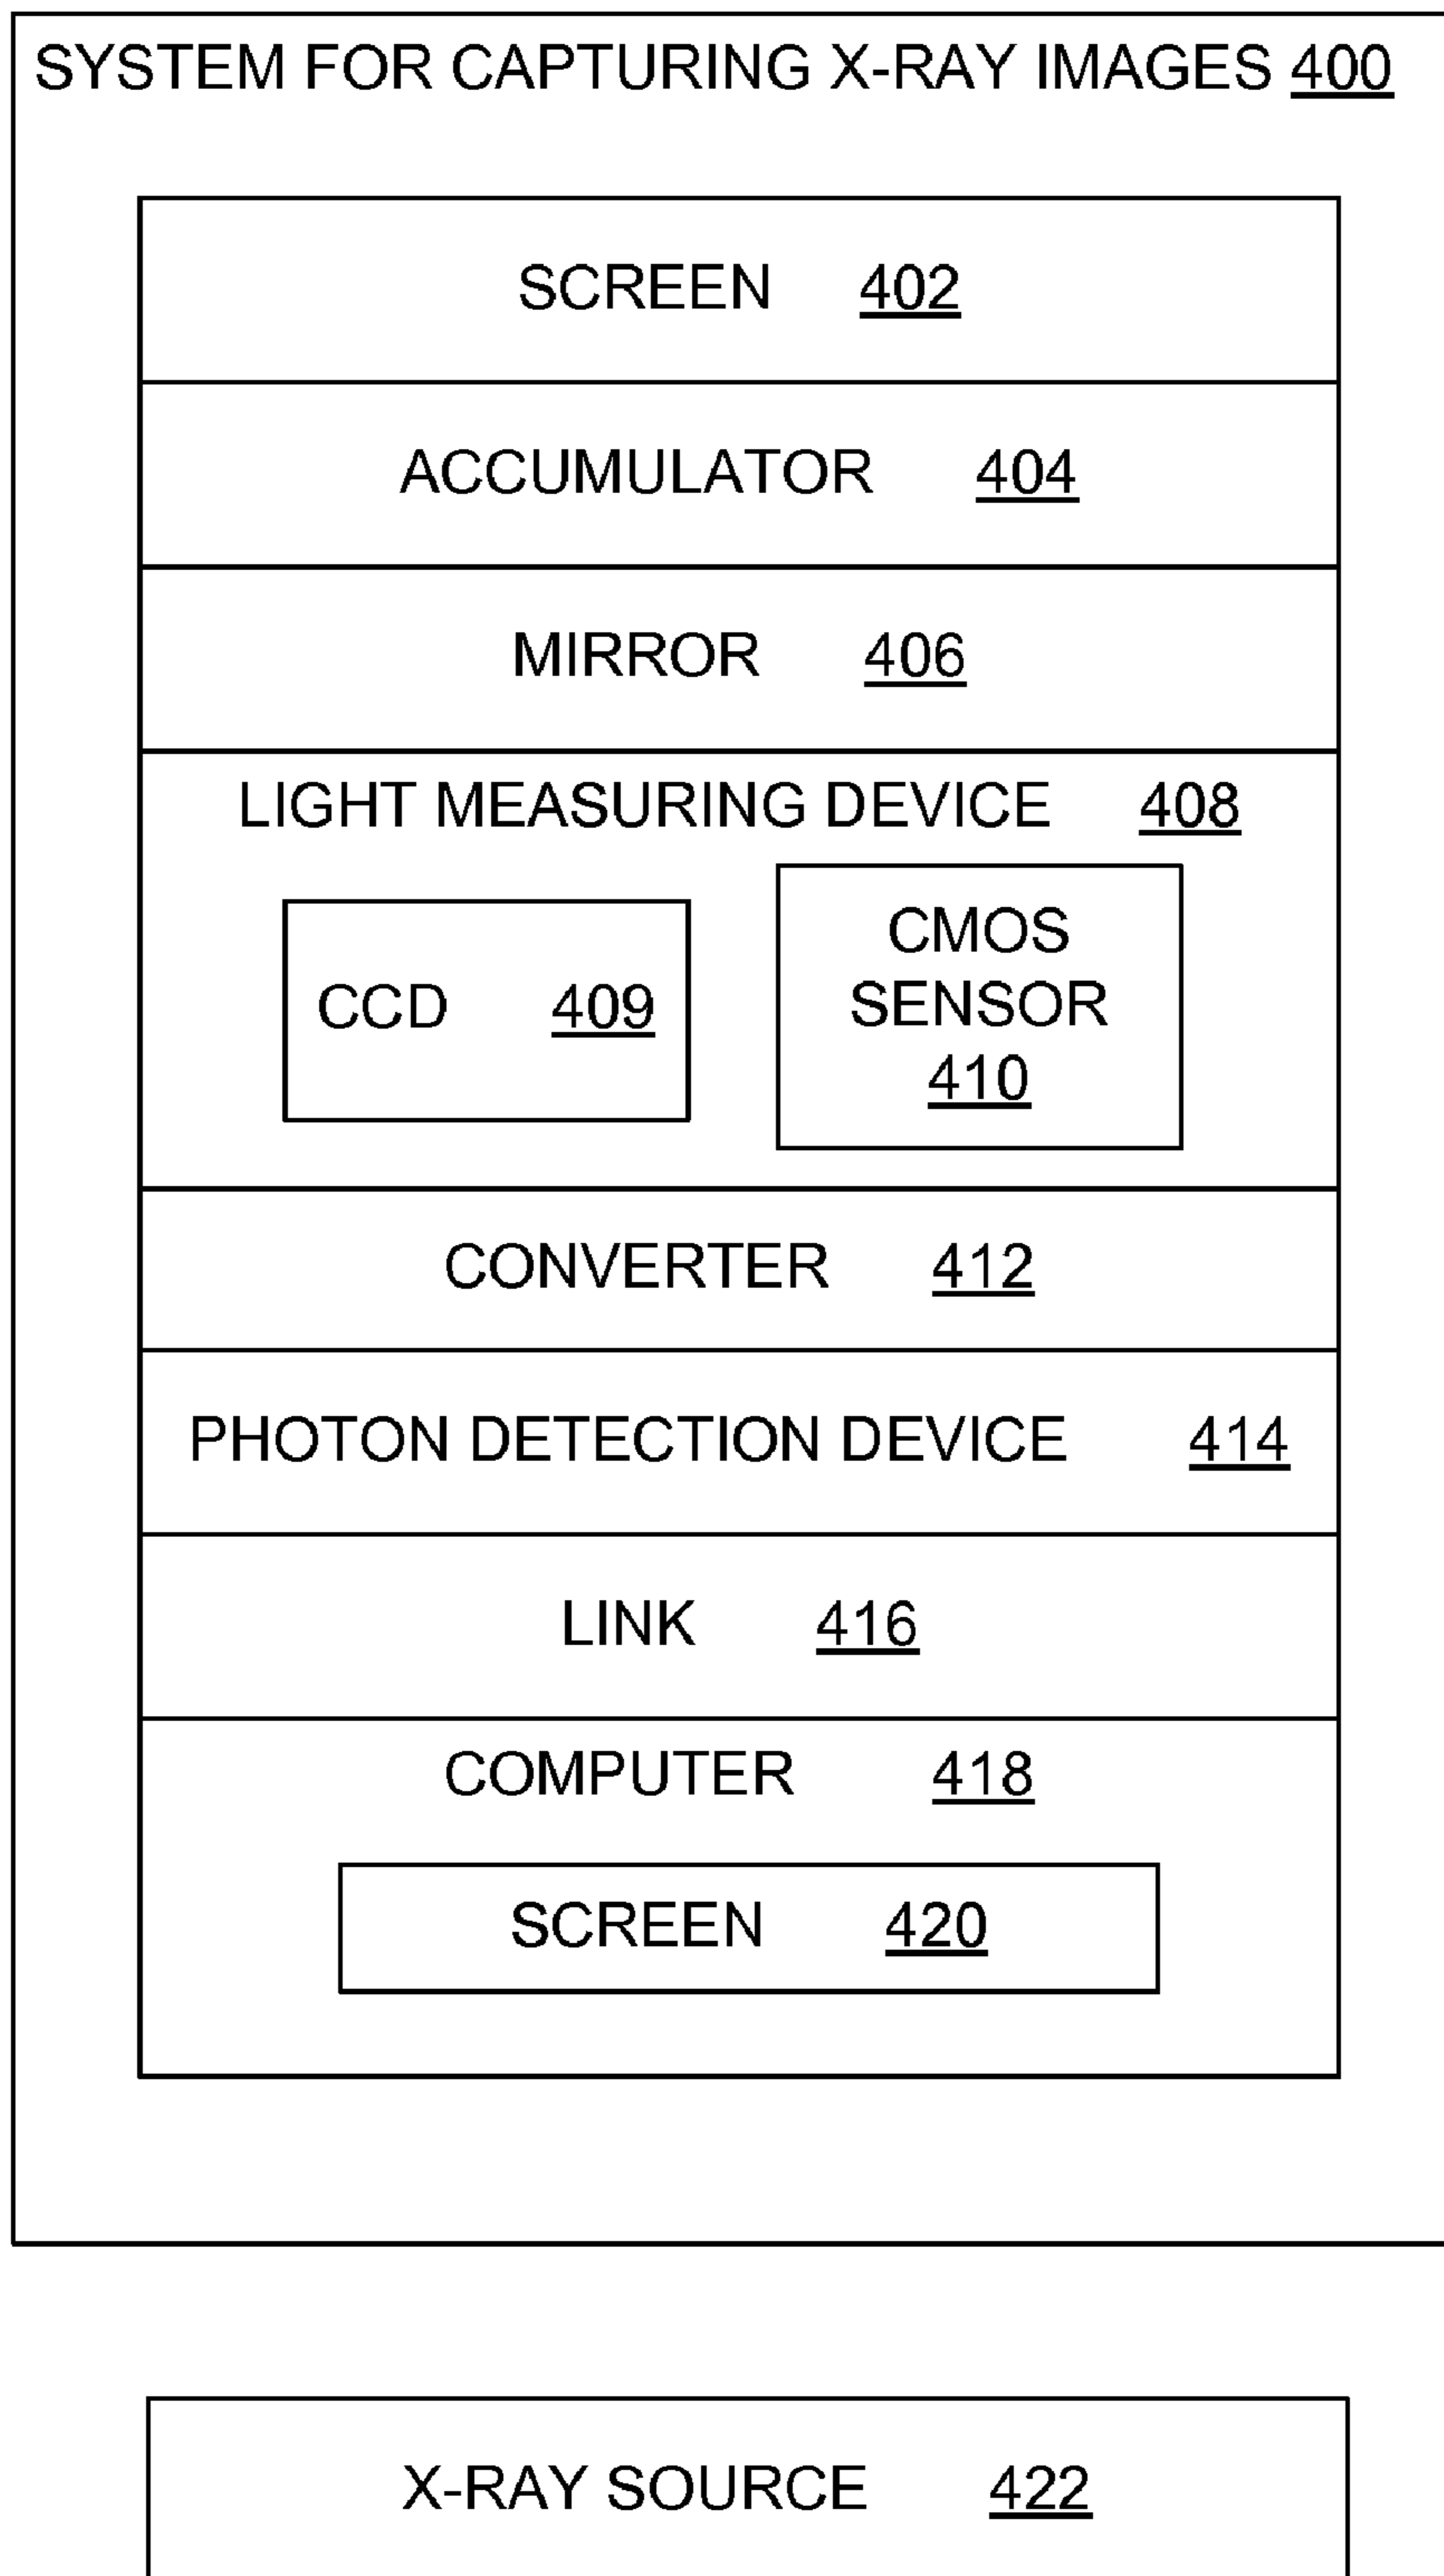 SYSTEM FOR CAPTURING X-RAY IMAGES 400
SCREEN 402
ACCUMULATOR 404
MIRROR 406
LIGHT MEASURING DEVICE 408
CCD 409
CMOS
SENSOR
410
CONVERTER 412
PHOTON DETECTION DEVICE 414
LINK 416
COMPUTER 418
SCREEN 420
X-RAY SOURCE 422